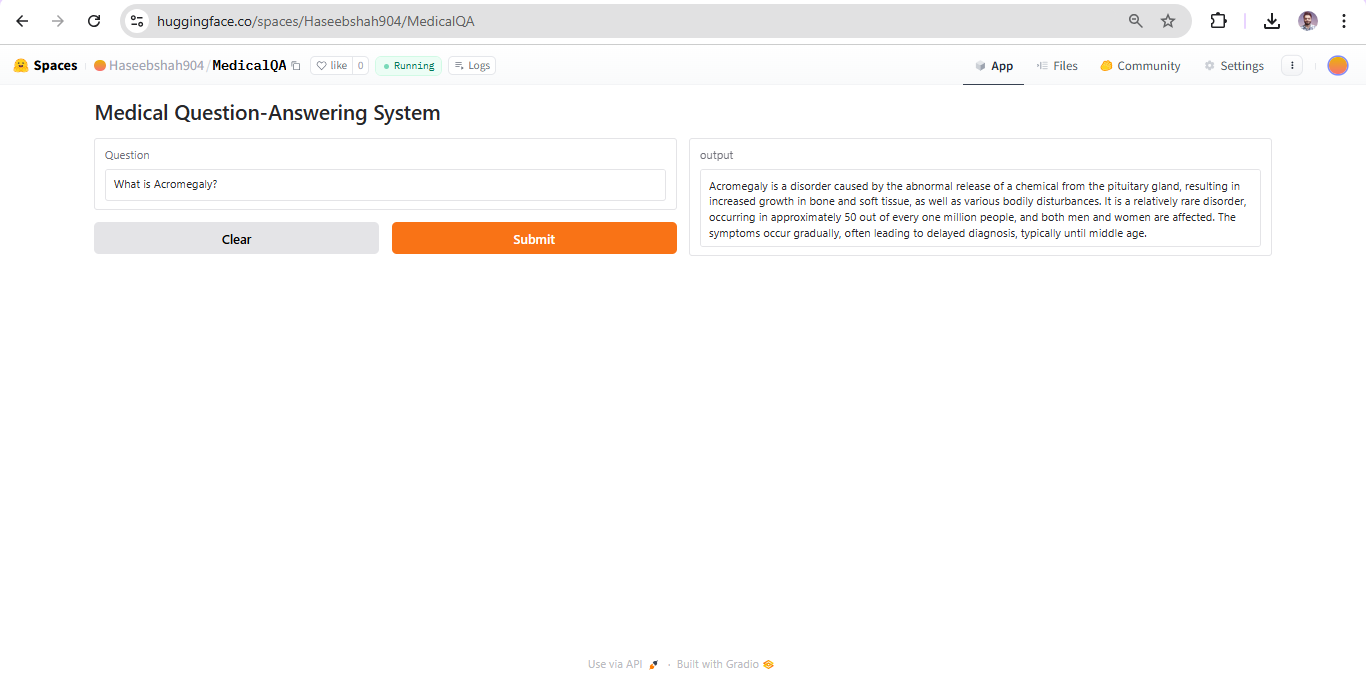 huggingface.co/spaces/Haseebshah904/MedicalQA
Spaces Haseebshah904/MedicalQA like 0 Running Logs App Files Community Settings
Medical Question-Answering System
Question
What is Acromegaly?
Clear Submit
output
Acromegaly is a disorder caused by the abnormal release of a chemical from the pituitary gland, resulting in
increased growth in bone and soft tissue, as well as various bodily disturbances. It is a relatively rare disorder,
occurring in approximately 50 out of every one million people, and both men and women are affected. The
symptoms occur gradually, often leading to delayed diagnosis, typically until middle age.
Use via API · Built with Gradio